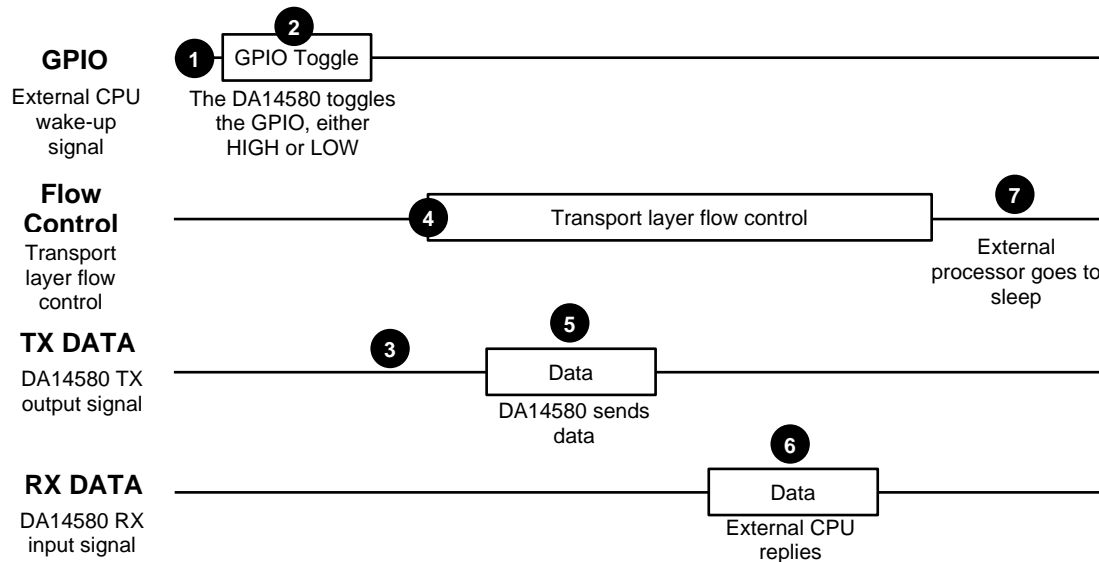 2
1
GPIO
GPIO Toggle
External CPU
wake-up
signal
The DA14580 toggles
the GPIO, either
HIGH or LOW
Flow
Control
Transport
layer flow
control
4
Transport layer flow control
7
External
processor goes to
sleep
TX DATA
DA14580 TX
output signal
3
5
Data
DA14580 sends
data
RX DATA
DA14580 RX
input signal
6
Data
External CPU
replies